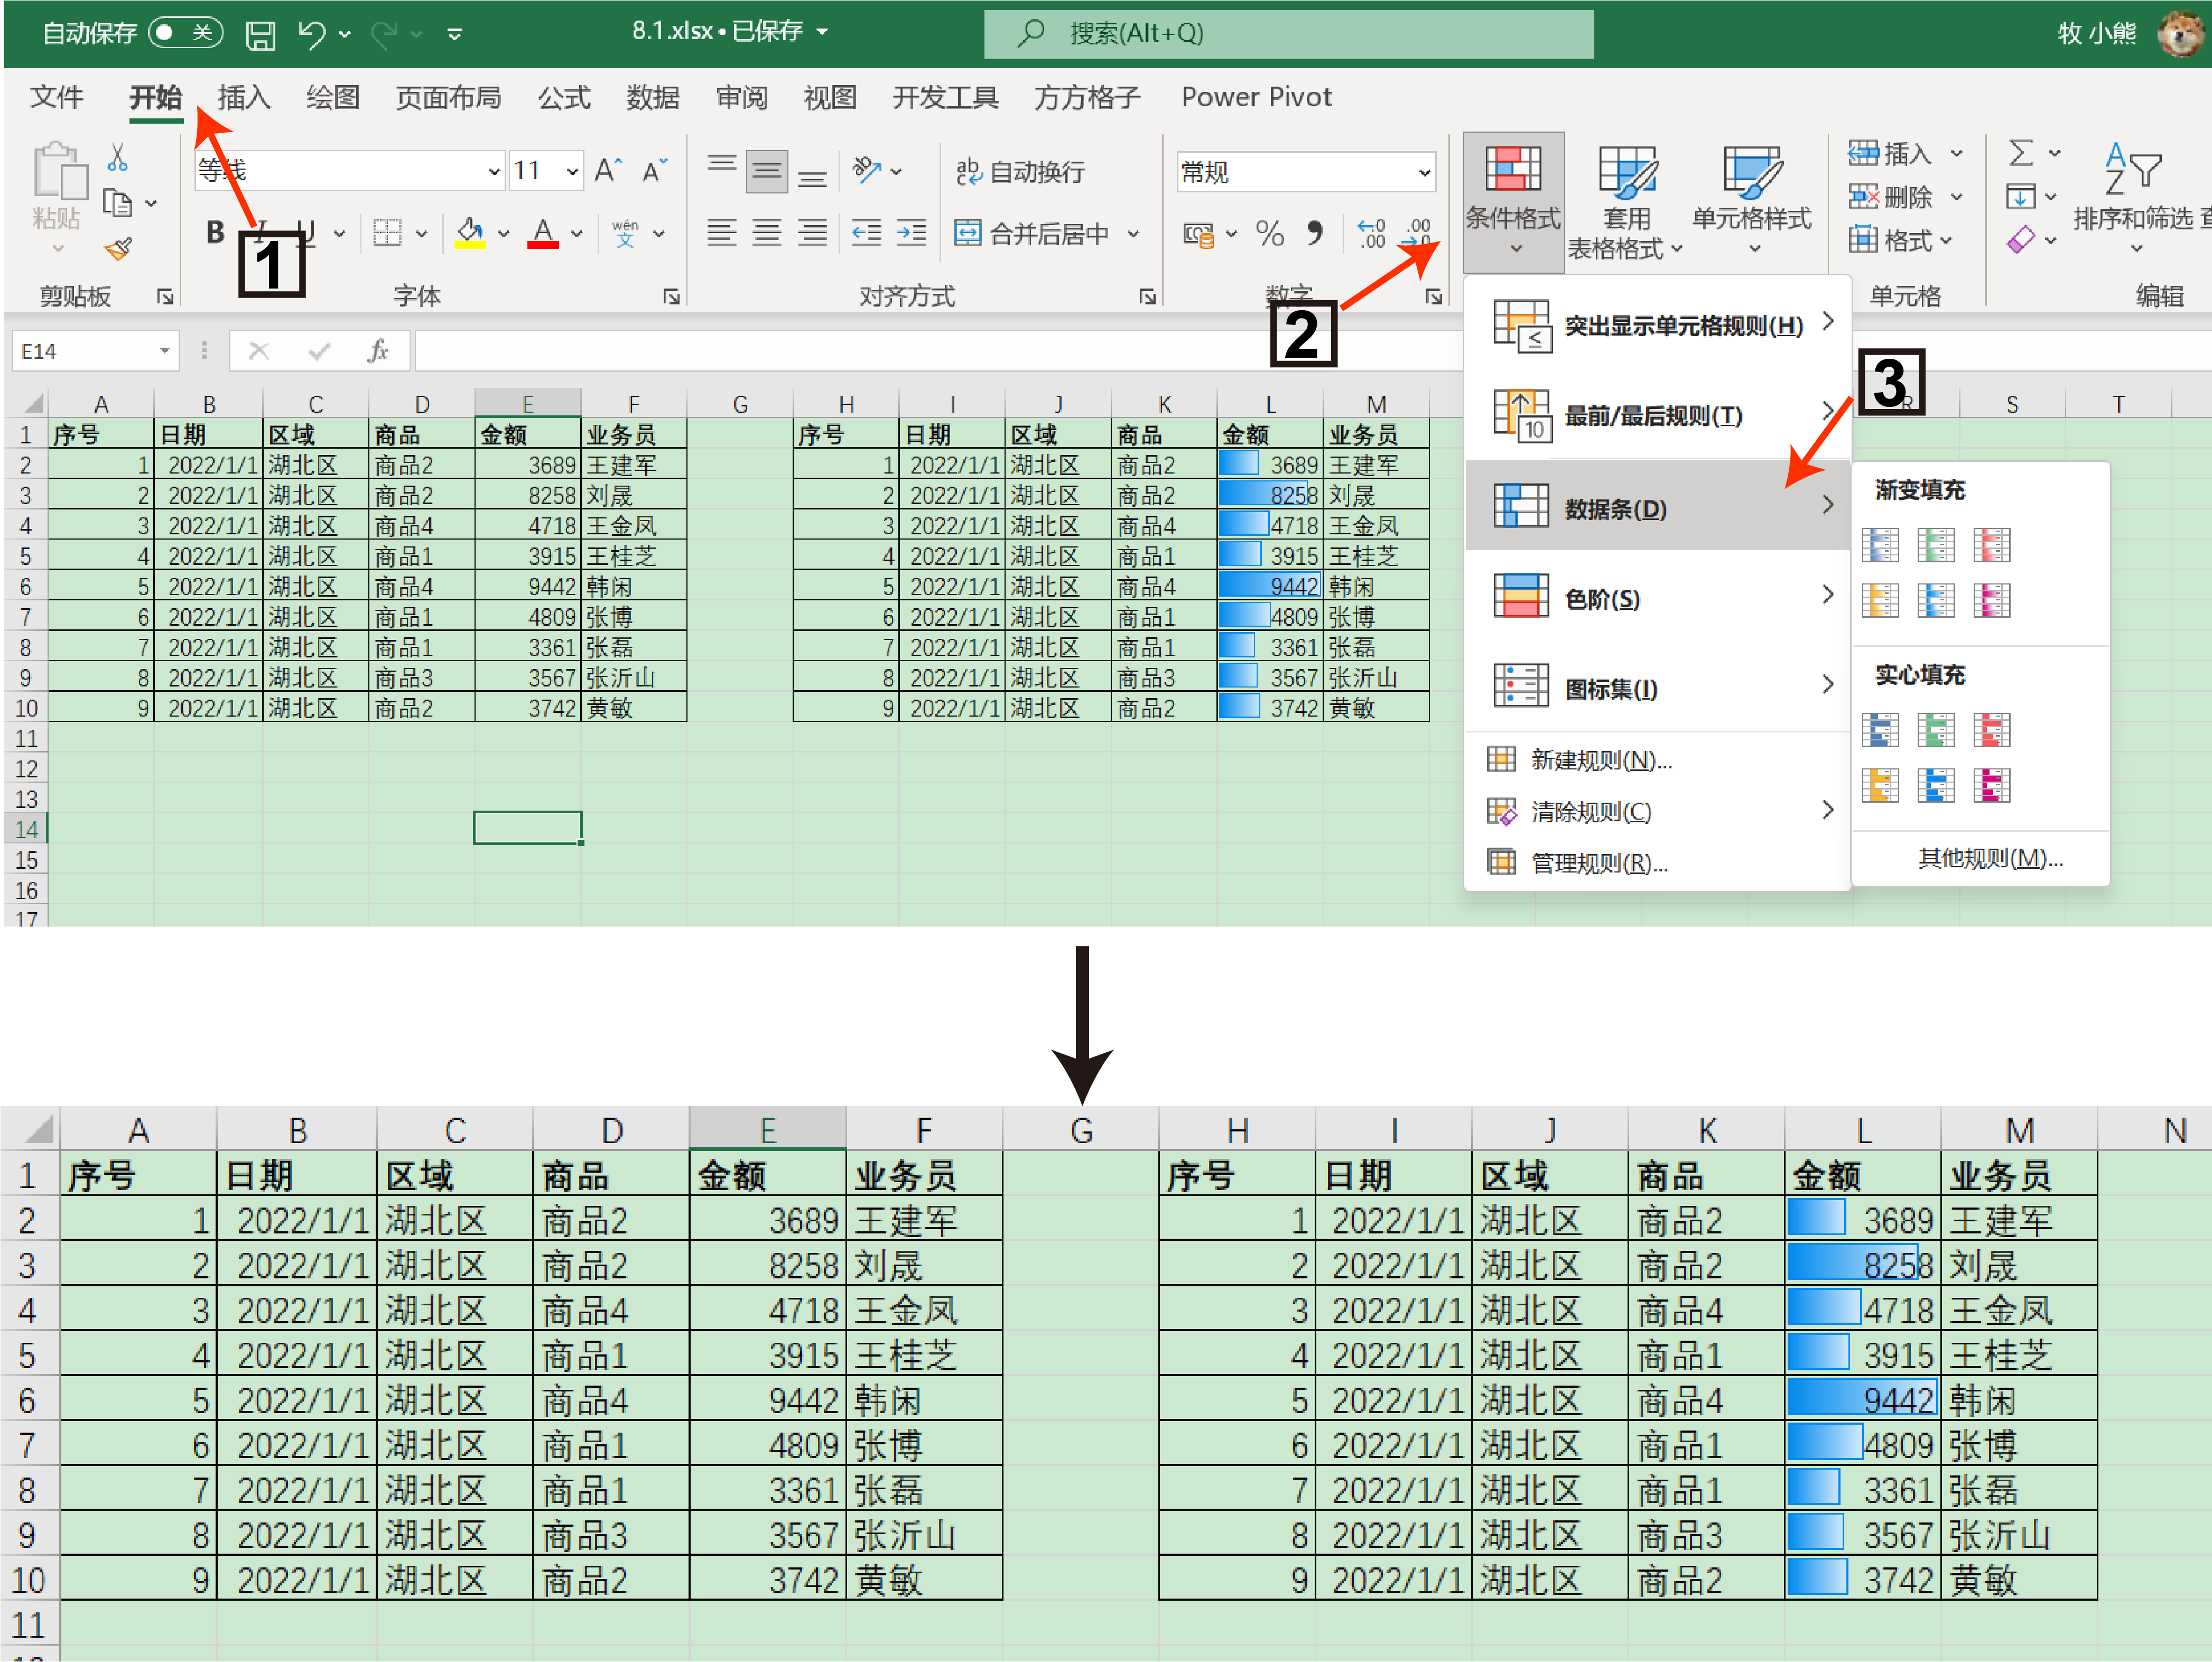 自动保存 关 8.1.xlsx • 已保存 搜索(Alt+Q) 牧 小熊
文件 开始 插入 绘图 页面布局 公式 数据 审阅 视图 开发工具 方方格子 Power Pivot
粘贴 等线 11 自动换行 常规 条件格式 套用 表格格式 单元格样式 插入 删除 格式 排序和筛选 查
B I U wén 文 A 合并后居中 % .00
剪贴板 字体 对齐方式 数字 单元格 编辑
1
2
3
E14 fx
突出显示单元格规则(H)
最前/最后规则(T)
数据条(D)
色阶(S)
图标集(I)
新建规则(N)...
清除规则(C)
管理规则(R)...
渐变填充
实心填充
其他规则(M)...
A B C D E F G H I J K L M R S T
1 序号 日期 区域 商品 金额 业务员 序号 日期 区域 商品 金额 业务员
2 1 2022/1/1 湖北区 商品2 3689 王建军 1 2022/1/1 湖北区 商品2 3689 王建军
3 2 2022/1/1 湖北区 商品2 8258 刘晟 2 2022/1/1 湖北区 商品2 8258 刘晟
4 3 2022/1/1 湖北区 商品4 4718 王金凤 3 2022/1/1 湖北区 商品4 4718 王金凤
5 4 2022/1/1 湖北区 商品1 3915 王桂芝 4 2022/1/1 湖北区 商品1 3915 王桂芝
6 5 2022/1/1 湖北区 商品4 9442 韩闲 5 2022/1/1 湖北区 商品4 9442 韩闲
7 6 2022/1/1 湖北区 商品1 4809 张博 6 2022/1/1 湖北区 商品1 4809 张博
8 7 2022/1/1 湖北区 商品1 3361 张磊 7 2022/1/1 湖北区 商品1 3361 张磊
9 8 2022/1/1 湖北区 商品3 3567 张沂山 8 2022/1/1 湖北区 商品3 3567 张沂山
10 9 2022/1/1 湖北区 商品2 3742 黄敏 9 2022/1/1 湖北区 商品2 3742 黄敏
11
12
13
14
15
16
17
A B C D E F G H I J K L M N
1 序号 日期 区域 商品 金额 业务员 序号 日期 区域 商品 金额 业务员
2 1 2022/1/1 湖北区 商品2 3689 王建军 1 2022/1/1 湖北区 商品2 3689 王建军
3 2 2022/1/1 湖北区 商品2 8258 刘晟 2 2022/1/1 湖北区 商品2 8258 刘晟
4 3 2022/1/1 湖北区 商品4 4718 王金凤 3 2022/1/1 湖北区 商品4 4718 王金凤
5 4 2022/1/1 湖北区 商品1 3915 王桂芝 4 2022/1/1 湖北区 商品1 3915 王桂芝
6 5 2022/1/1 湖北区 商品4 9442 韩闲 5 2022/1/1 湖北区 商品4 9442 韩闲
7 6 2022/1/1 湖北区 商品1 4809 张博 6 2022/1/1 湖北区 商品1 4809 张博
8 7 2022/1/1 湖北区 商品1 3361 张磊 7 2022/1/1 湖北区 商品1 3361 张磊
9 8 2022/1/1 湖北区 商品3 3567 张沂山 8 2022/1/1 湖北区 商品3 3567 张沂山
10 9 2022/1/1 湖北区 商品2 3742 黄敏 9 2022/1/1 湖北区 商品2 3742 黄敏
11